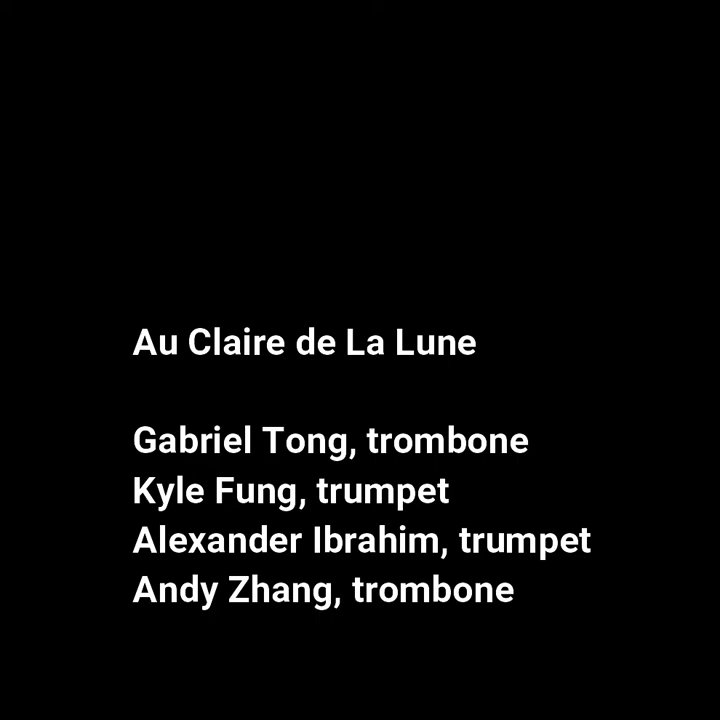 Au Claire de La Lune
Gabriel Tong, trombone
Kyle Fung, trumpet
Alexander Ibrahim, trumpet
Andy Zhang, trombone